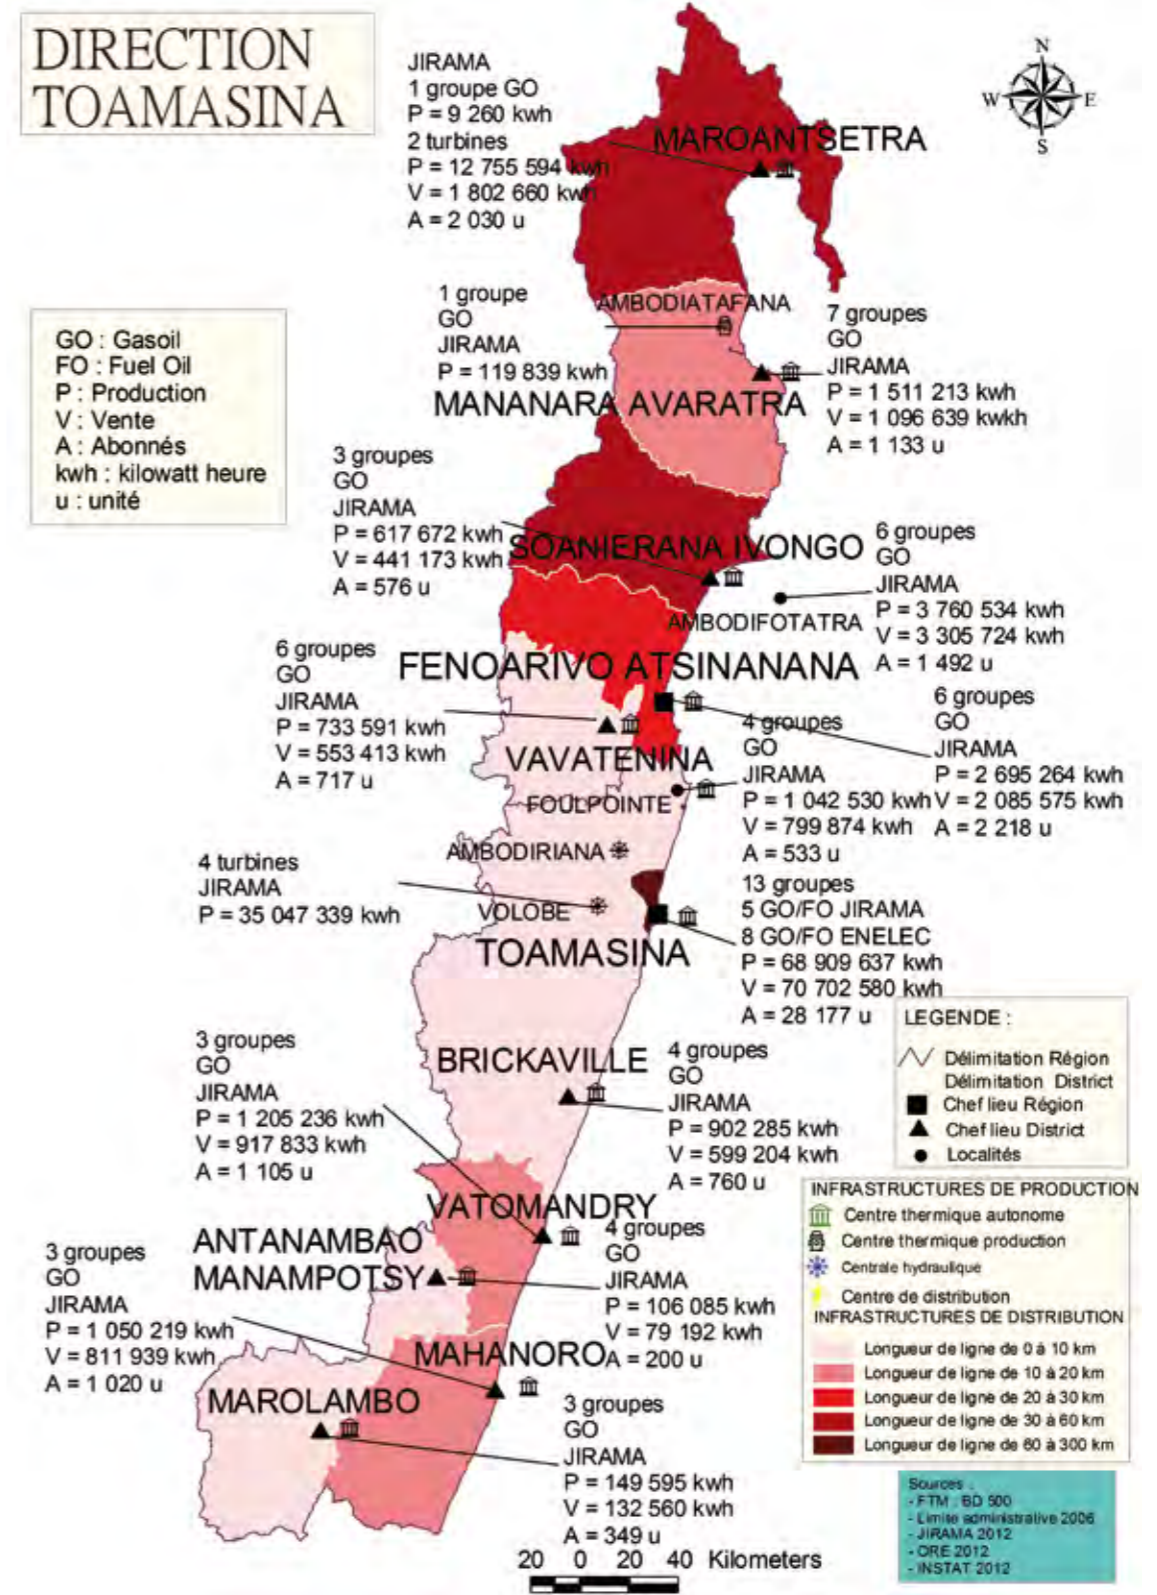 DIRECTION
TOAMASINA
N
W
E
S
JIRAMA
1 groupe GO
P = 9 260 kwh
2 turbines
P = 12 755 594 kwh
V = 1 802 660 kwh
A = 2 030 u
MAROANTSETRA
GO : Gasoil
FO : Fuel Oil
P : Production
V : Vente
A : Abonnés
kwh : kilowatt heure
u : unité
1 groupe
GO
JIRAMA
P = 119 839 kwh
AMBODIATAFANA
MANANARA AVARATRA
7 groupes
GO
JIRAMA
P = 1 511 213 kwh
V = 1 096 639 kwkh
A = 1 133 u
3 groupes
GO
JIRAMA
P = 617 672 kwh
V = 441 173 kwh
A = 576 u
SOANIERANA IVONGO
6 groupes
GO
JIRAMA
P = 3 760 534 kwh
V = 3 305 724 kwh
A = 1 492 u
AMBODIFOTATRA
FENOARIVO ATSINANANA
6 groupes
GO
JIRAMA
P = 733 591 kwh
V = 553 413 kwh
A = 717 u
VAVATENINA
6 groupes
GO
JIRAMA
P = 2 695 264 kwh
V = 2 085 575 kwh
A = 2 218 u
4 groupes
GO
JIRAMA
P = 1 042 530 kwh
V = 799 874 kwh
A = 533 u
FOULPOINTE
AMBODIRIANA
4 turbines
JIRAMA
P = 35 047 339 kwh
VOLOBE
TOAMASINA
13 groupes
5 GO/FO JIRAMA
8 GO/FO ENELEC
P = 68 909 637 kwh
V = 70 702 580 kwh
A = 28 177 u
BRICKAVILLE
4 groupes
GO
JIRAMA
P = 902 285 kwh
V = 599 204 kwh
A = 760 u
3 groupes
GO
JIRAMA
P = 1 205 236 kwh
V = 917 833 kwh
A = 1 105 u
VATOMANDRY
ANTANAMBAO
MANAMPOTSY
4 groupes
GO
JIRAMA
P = 106 085 kwh
V = 79 192 kwh
A = 200 u
3 groupes
GO
JIRAMA
P = 1 050 219 kwh
V = 811 939 kwh
A = 1 020 u
MAHANORO
MAROLAMBO
3 groupes
GO
JIRAMA
P = 149 595 kwh
V = 132 560 kwh
A = 349 u
20 0 20 40 Kilometers
LEGENDE :
Délimitation Région
Délimitation District
Chef lieu Région
Chef lieu District
Localités
INFRASTRUCTURES DE PRODUCTION
Centre thermique autonome
Centre thermique production
Centrale hydraulique
Centre de distribution
INFRASTRUCTURES DE DISTRIBUTION
Longueur de ligne de 0 à 10 km
Longueur de ligne de 10 à 20 km
Longueur de ligne de 20 à 30 km
Longueur de ligne de 30 à 60 km
Longueur de ligne de 60 à 300 km
Sources :
- FTM : BD 500
- Limite administrative 2006
- JIRAMA 2012
- ORE 2012
- INSTAT 2012